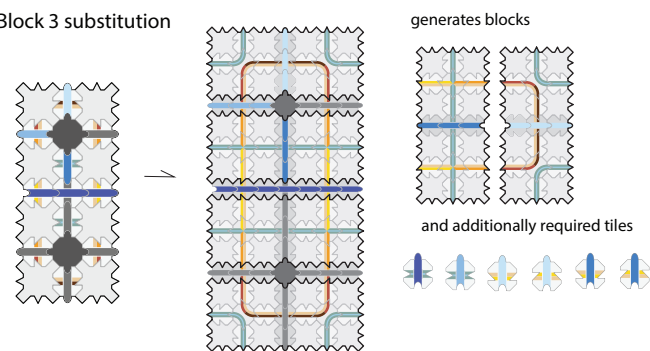 Block 3 substitution
generates blocks
and additionally required tiles